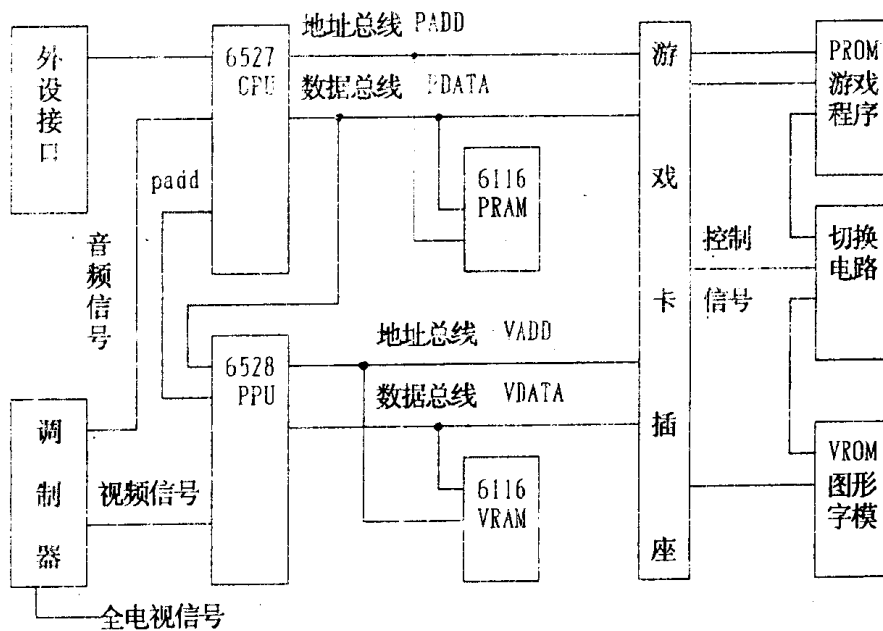 地址总线 PADD
外设接口
6527
CPU
数据总线 PDATA
padd
6116
PRAM
音频信号
游戏卡插座
PROM
游戏
程序
控制
信号
切换
电路
6528
PPU
地址总线 VADD
数据总线 VDATA
调制器
视频信号
6116
VRAM
VROM
图形
字模
全电视信号